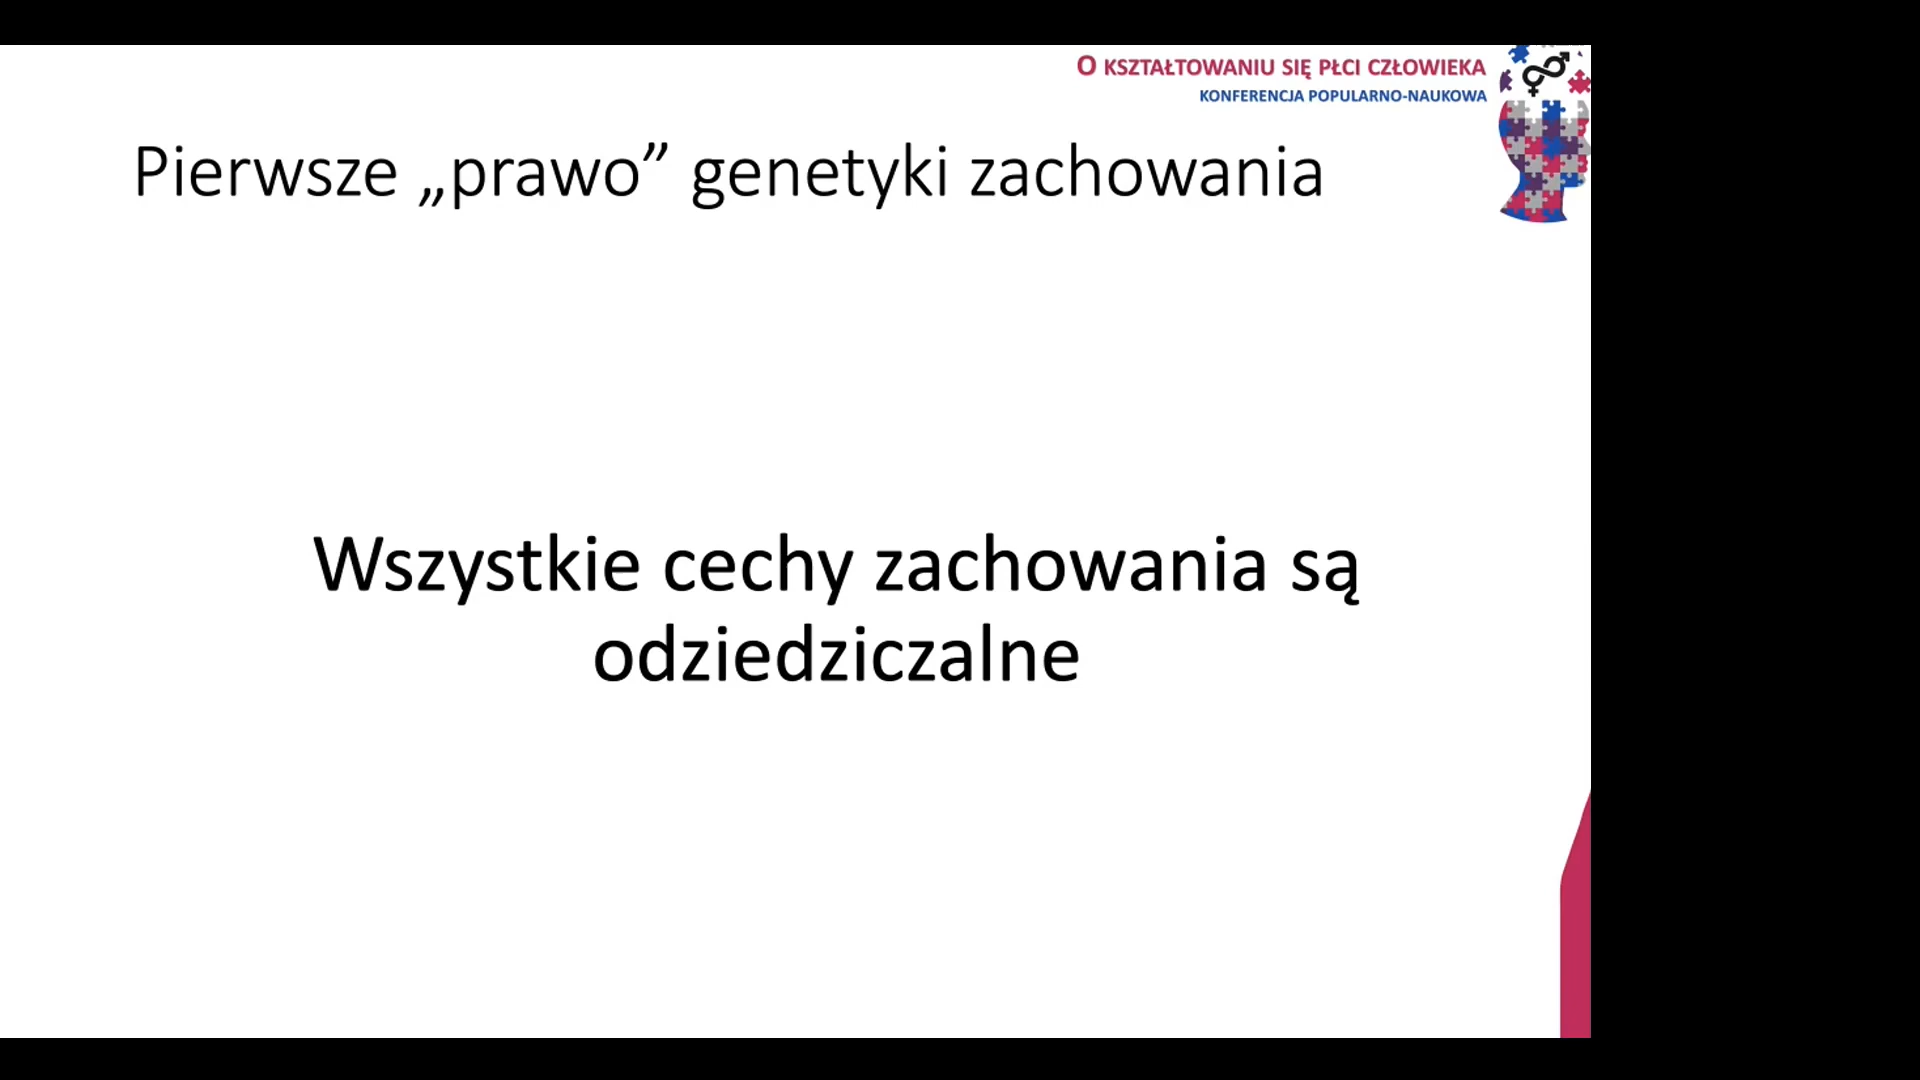 O KSZTAŁTOWANIU SIĘ PŁCI CZŁOWIEKA
KONFERENCJA POPULARNO-NAUKOWA
Pierwsze „prawo” genetyki zachowania
Wszystkie cechy zachowania są
odziedziczalne